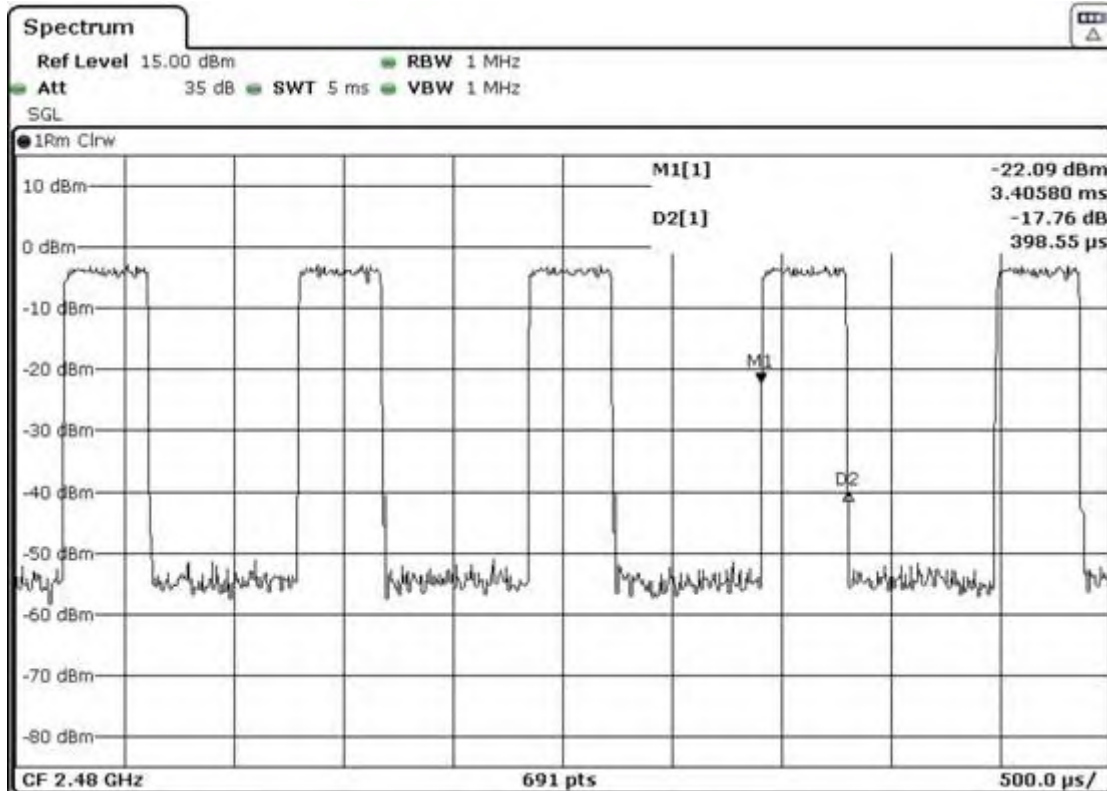 Spectrum
Ref Level 15.00 dBm RBW 1 MHz
Att 35 dB SWT 5 ms VBW 1 MHz
SGL
1Rm Clrw
M1[1] -22.09 dBm
3.40580 ms
D2[1] -17.76 dB
398.55 µs
10 dBm
0 dBm
-10 dBm
-20 dBm
M1
-30 dBm
-40 dBm
D2
-50 dBm
-60 dBm
-70 dBm
-80 dBm
CF 2.48 GHz 691 pts 500.0 µs/